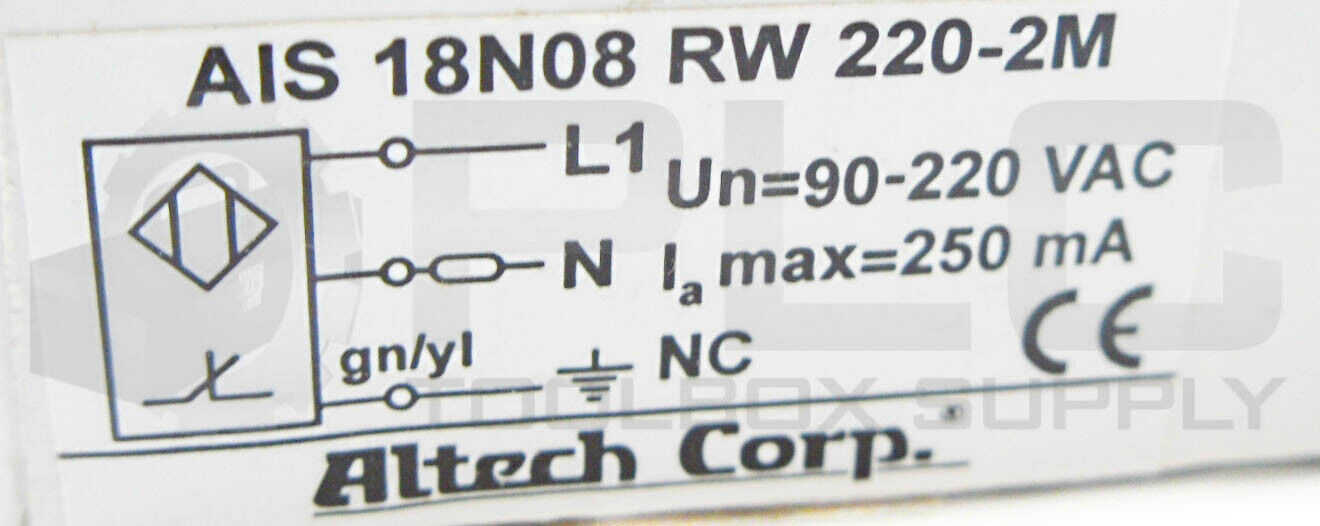 AIS 18N08 RW 220-2M
L1
Un=90-220 VAC
N
Ia max=250 mA
gn/yl
NC
CE
Altech Corp.®
PLC
TOOLBOX SUPPLY